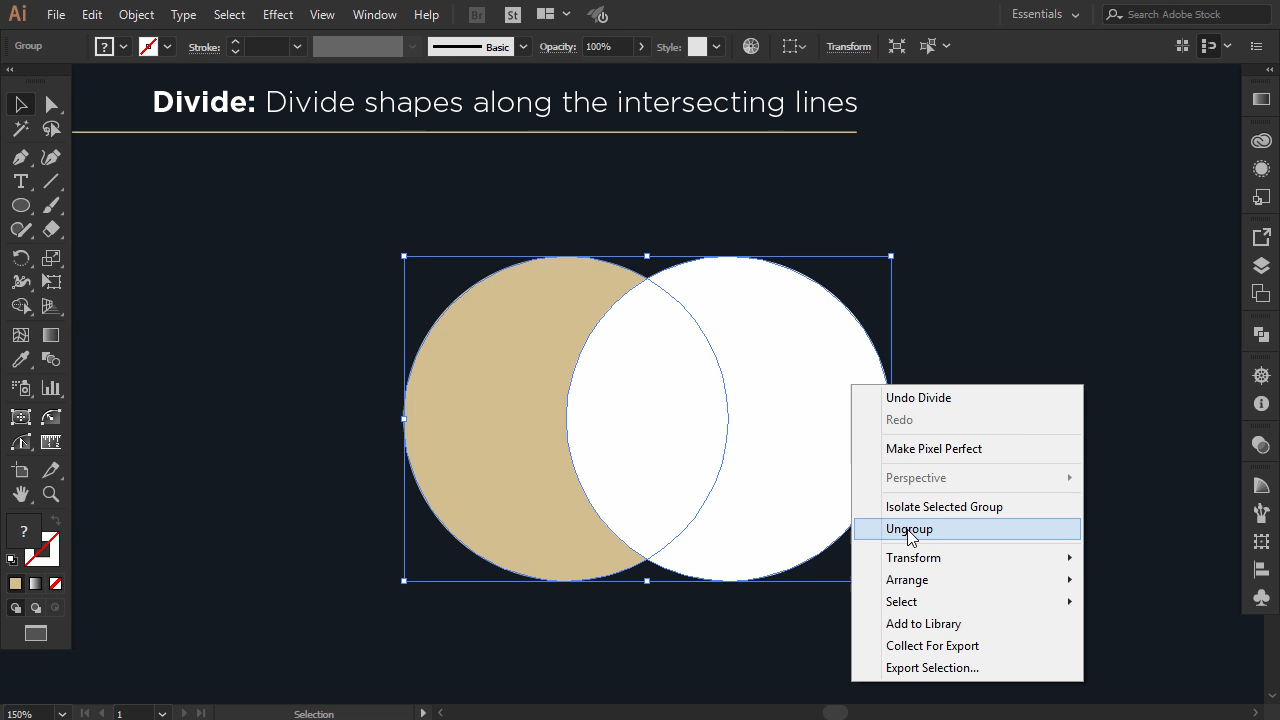 Ai File Edit Object Type Select Effect View Window Help Br St Essentials Search Adobe Stock
Group ? Stroke: Basic Opacity: 100% Style: Transform
Divide: Divide shapes along the intersecting lines
Undo Divide
Redo
Make Pixel Perfect
Perspective
Isolate Selected Group
Ungroup
Transform
Arrange
Select
Add to Library
Collect For Export
Export Selection...
?
150% 1 Selection